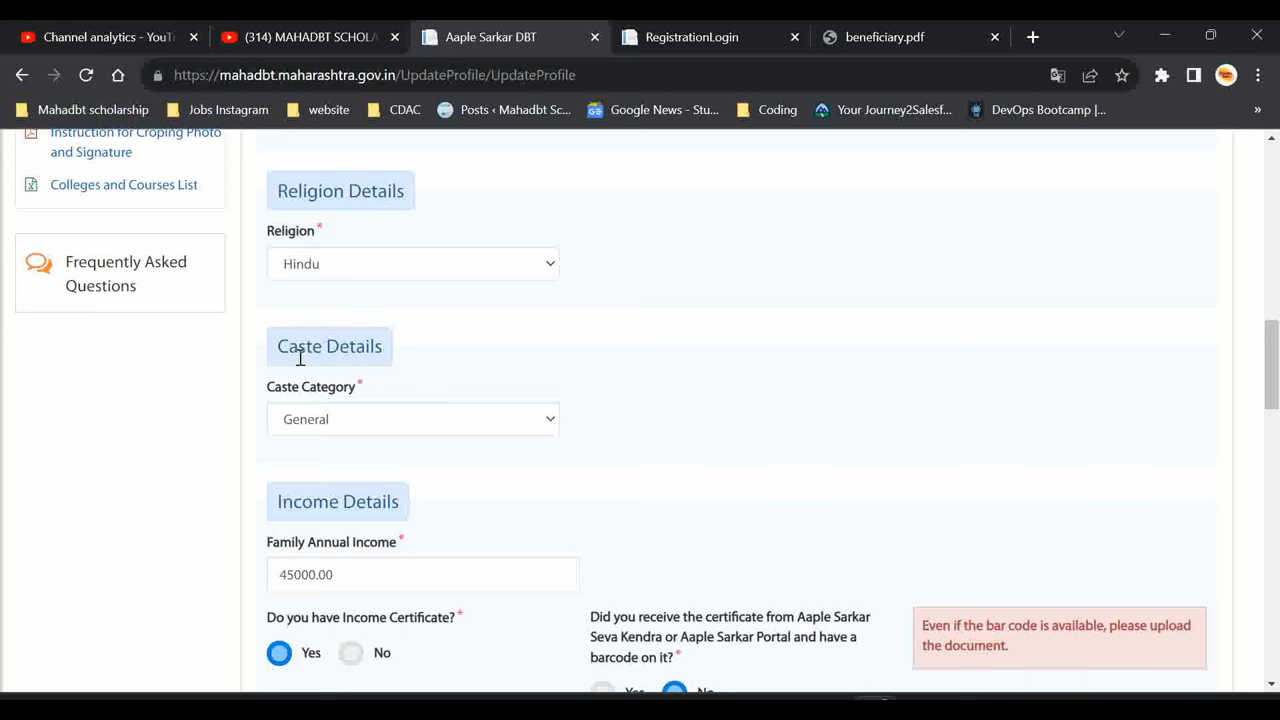 Channel analytics - YouTu
(314) MAHADBT SCHOLA
Aaple Sarkar DBT
RegistrationLogin
beneficiary.pdf
https://mahadbt.maharashtra.gov.in/UpdateProfile/UpdateProfile
Mahadbt scholarship
Jobs Instagram
website
CDAC
Posts ‹ Mahadbt Sc...
Google News - Stu...
Coding
Your Journey2Salesf...
DevOps Bootcamp |...
»
Instruction for Croping Photo
and Signature
Colleges and Courses List
Frequently Asked
Questions
Religion Details
Religion *
Hindu
Caste Details
Caste Category *
General
Income Details
Family Annual Income *
45000.00
Do you have Income Certificate? *
Yes No
Did you receive the certificate from Aaple Sarkar
Seva Kendra or Aaple Sarkar Portal and have a
barcode on it? *
Yes No
Even if the bar code is available, please upload
the document.